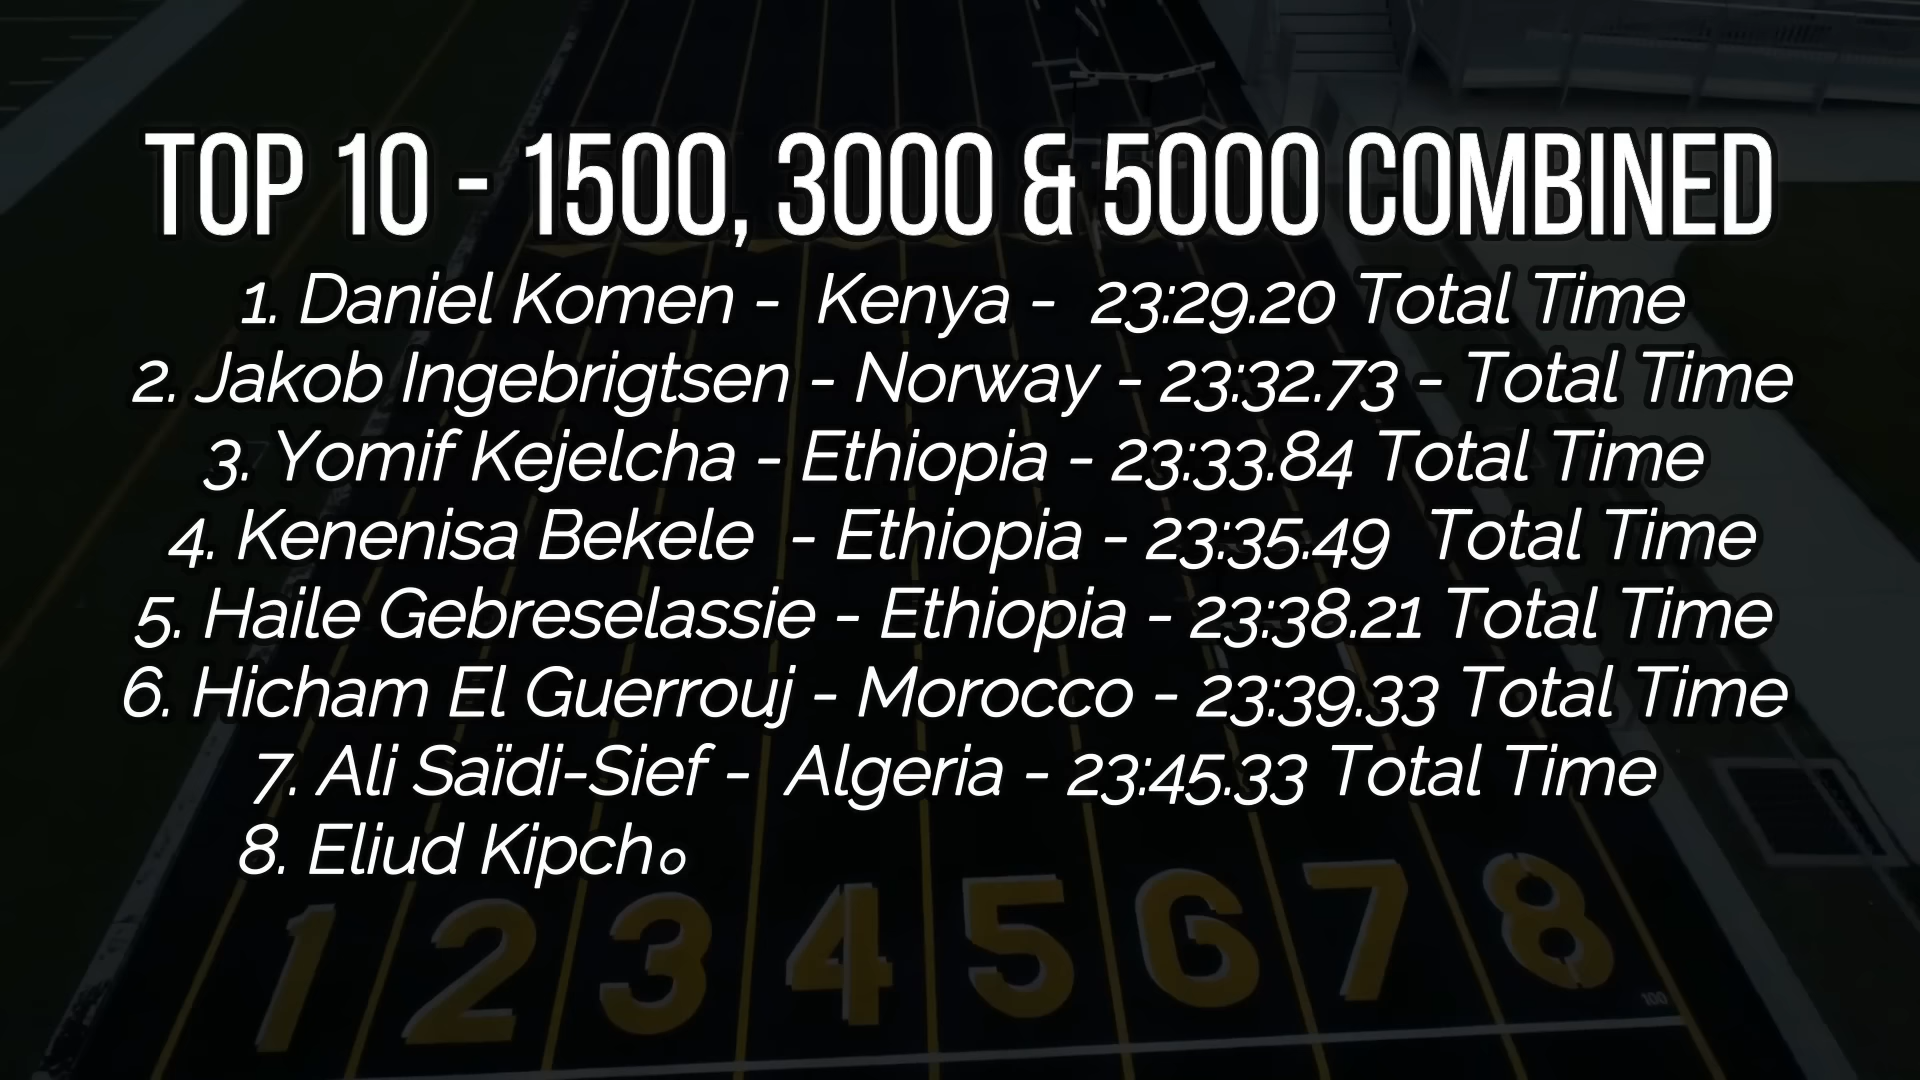 TOP 10 - 1500, 3000 & 5000 COMBINED
1. Daniel Komen - Kenya - 23:29.20 Total Time
2. Jakob Ingebrigtsen - Norway - 23:32.73 - Total Time
3. Yomif Kejelcha - Ethiopia - 23:33.84 Total Time
4. Kenenisa Bekele - Ethiopia - 23:35.49 Total Time
5. Haile Gebreselassie - Ethiopia - 23:38.21 Total Time
6. Hicham El Guerrouj - Morocco - 23:39.33 Total Time
7. Ali Saïdi-Sief - Algeria - 23:45.33 Total Time
8. Eliud Kipcho
1 2 3 4 5 6 7 8
100